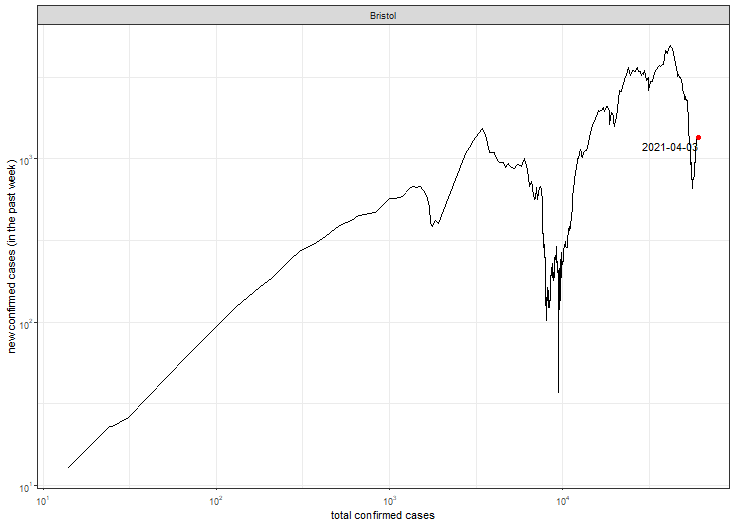 Bristol
new confirmed cases (in the past week)
10³
10²
10¹
2021-04-03
10¹
10²
10³
10⁴
total confirmed cases